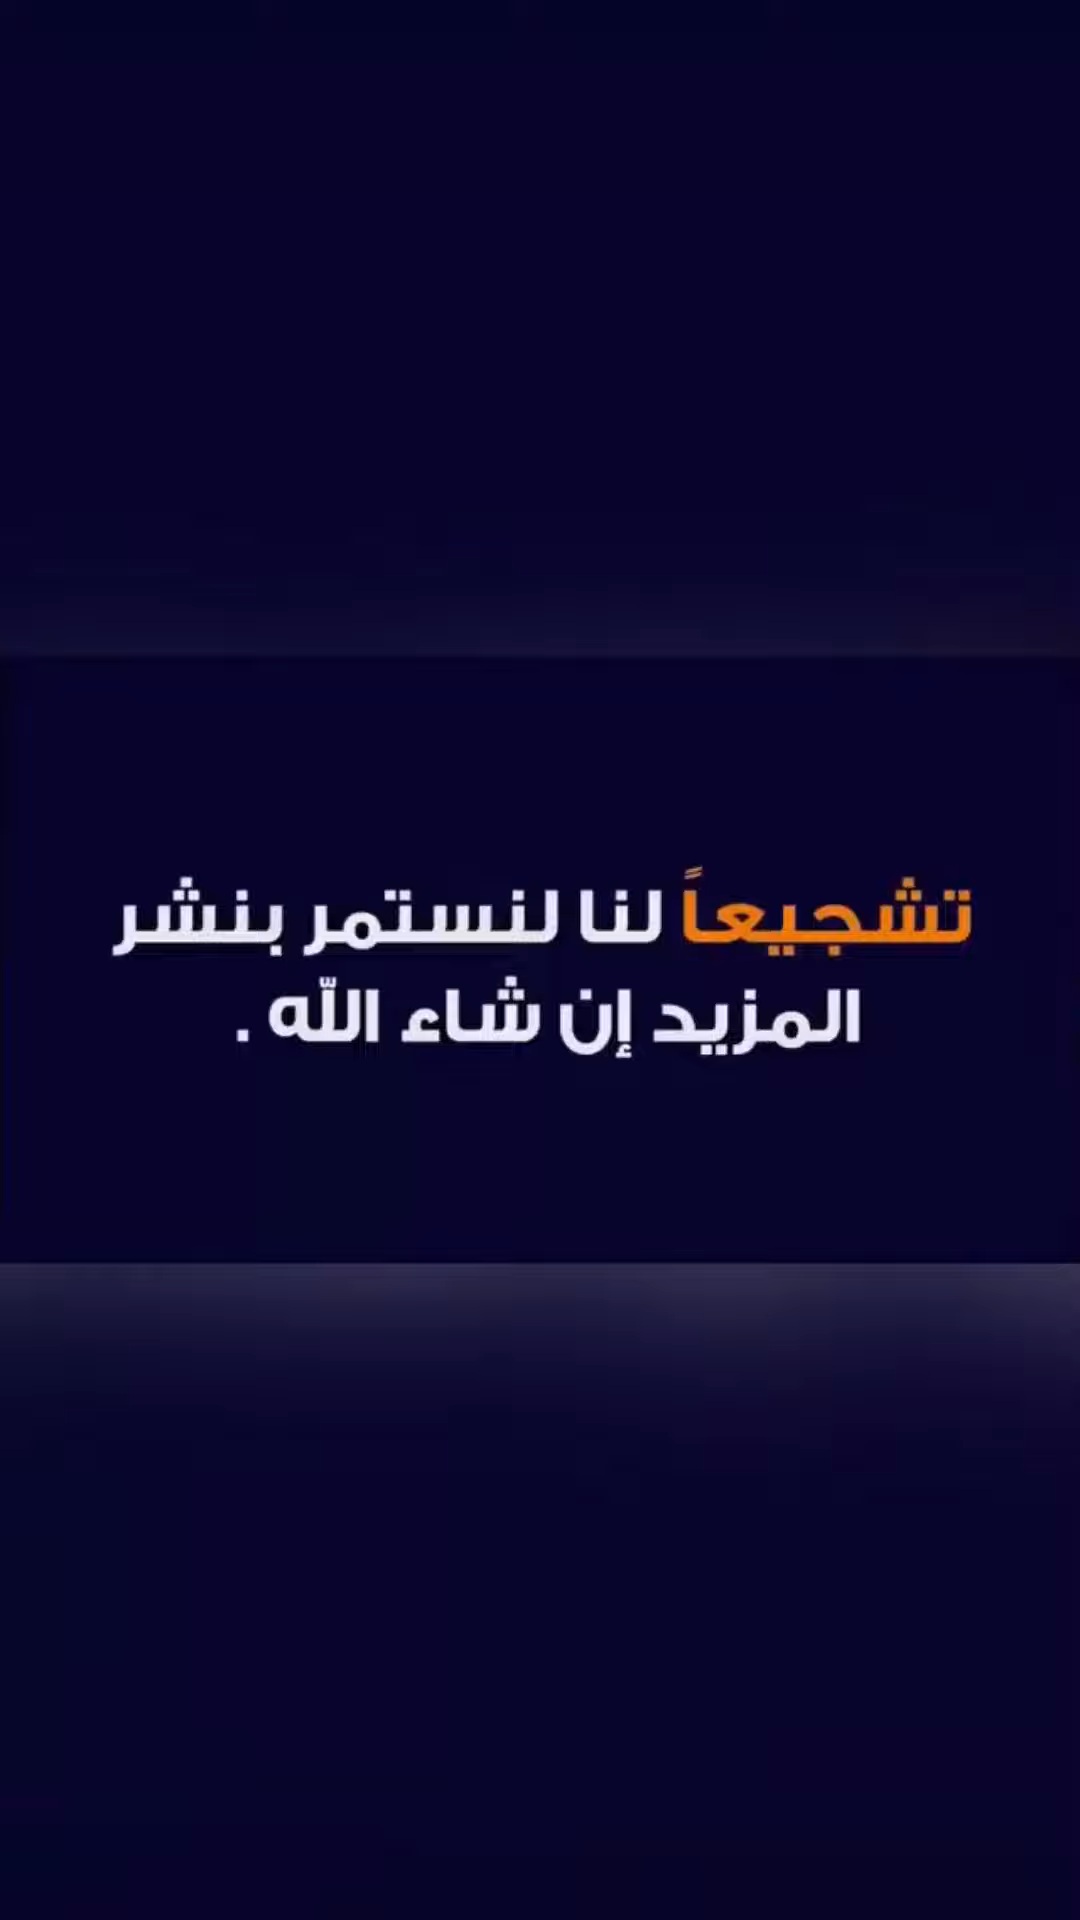 تشجيعاً لنا لنستمر بنشر
المزيد إن شاء الله .